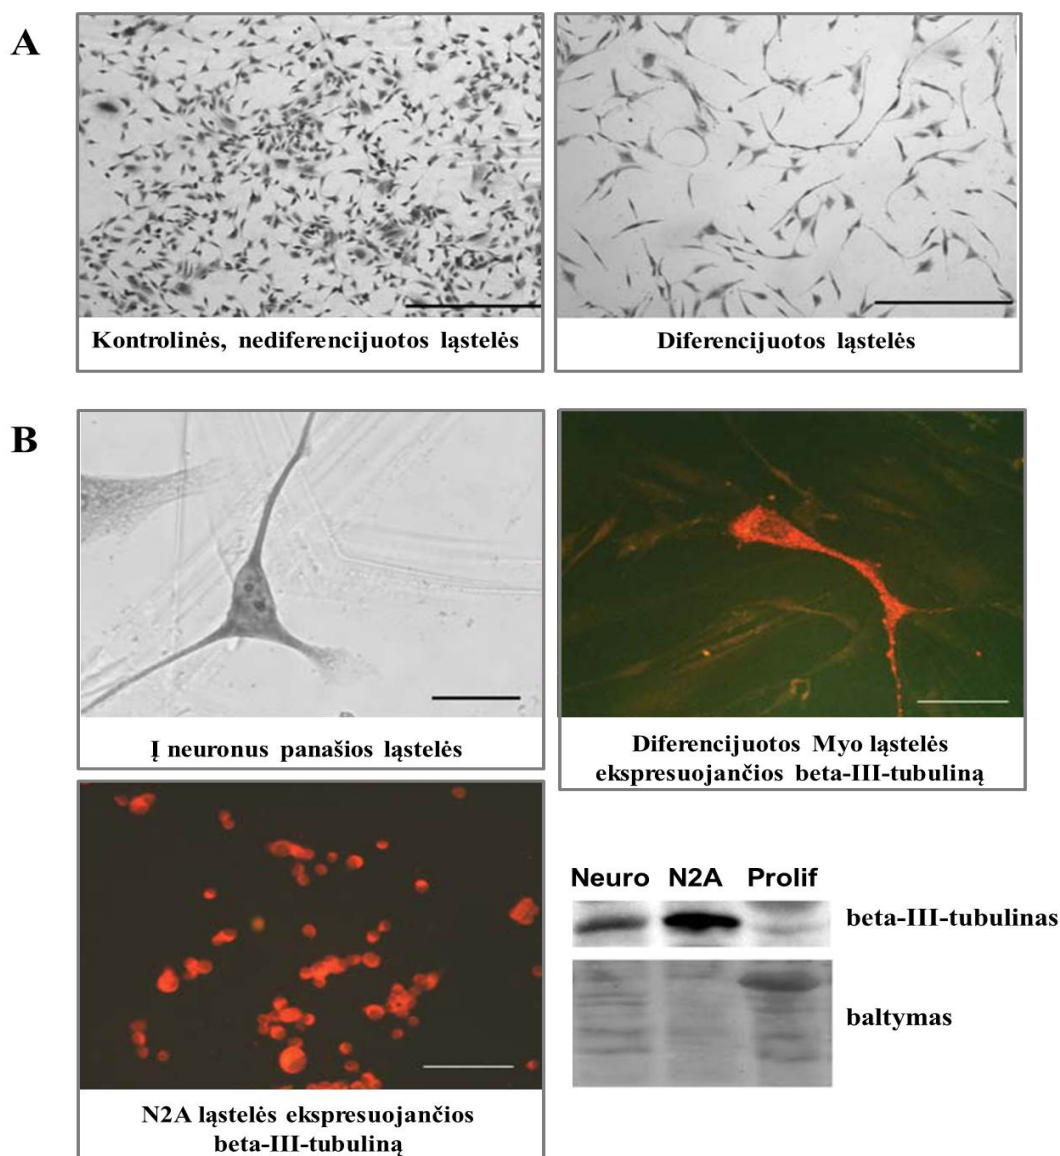 A
Kontrolinės, nediferencijuotos ląstelės
Diferencijuotos ląstelės
B
Į neuronus panašios ląstelės
Diferencijuotos Myo ląstelės
ekspresuojančios beta-III-tubuliną
N2A ląstelės ekspresuojančios
beta-III-tubuliną
Neuro N2A Prolif
beta-III-tubulinas
baltymas